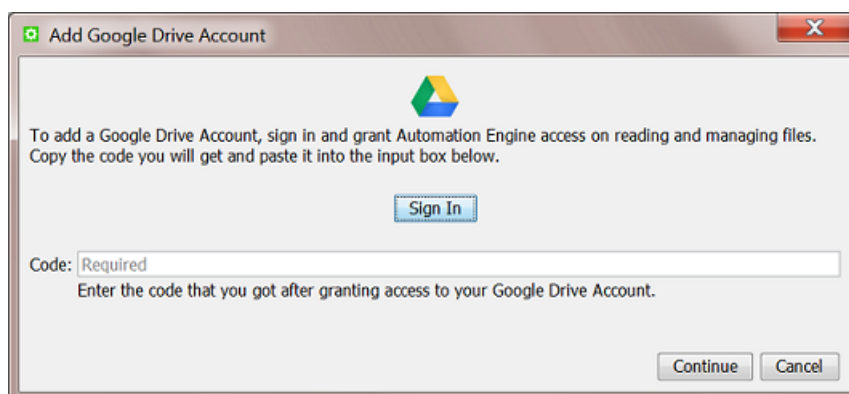 Add Google Drive Account
To add a Google Drive Account, sign in and grant Automation Engine access on reading and managing files.
Copy the code you will get and paste it into the input box below.
Sign In
Code: Required
Enter the code that you got after granting access to your Google Drive Account.
Continue Cancel